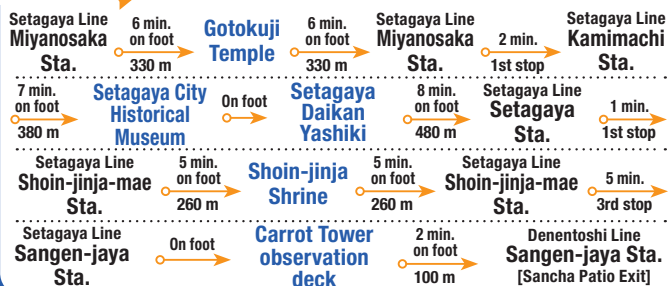 Setagaya Line
Miyanosaka
Sta.
6 min.
on foot
330 m
Gotokuji
Temple
6 min.
on foot
330 m
Setagaya Line
Miyanosaka
Sta.
2 min.
1st stop
Setagaya Line
Kamimachi
Sta.
7 min.
on foot
380 m
Setagaya City
Historical
Museum
On foot
Setagaya
Daikan
Yashiki
8 min.
on foot
480 m
Setagaya Line
Setagaya
Sta.
1 min.
1st stop
Setagaya Line
Shoin-jinja-mae
Sta.
5 min.
on foot
260 m
Shoin-jinja
Shrine
5 min.
on foot
260 m
Setagaya Line
Shoin-jinja-mae
Sta.
5 min.
3rd stop
Setagaya Line
Sangen-jaya
Sta.
On foot
Carrot Tower
observation
deck
2 min.
on foot
100 m
Denentoshi Line
Sangen-jaya Sta.
[Sancha Patio Exit]